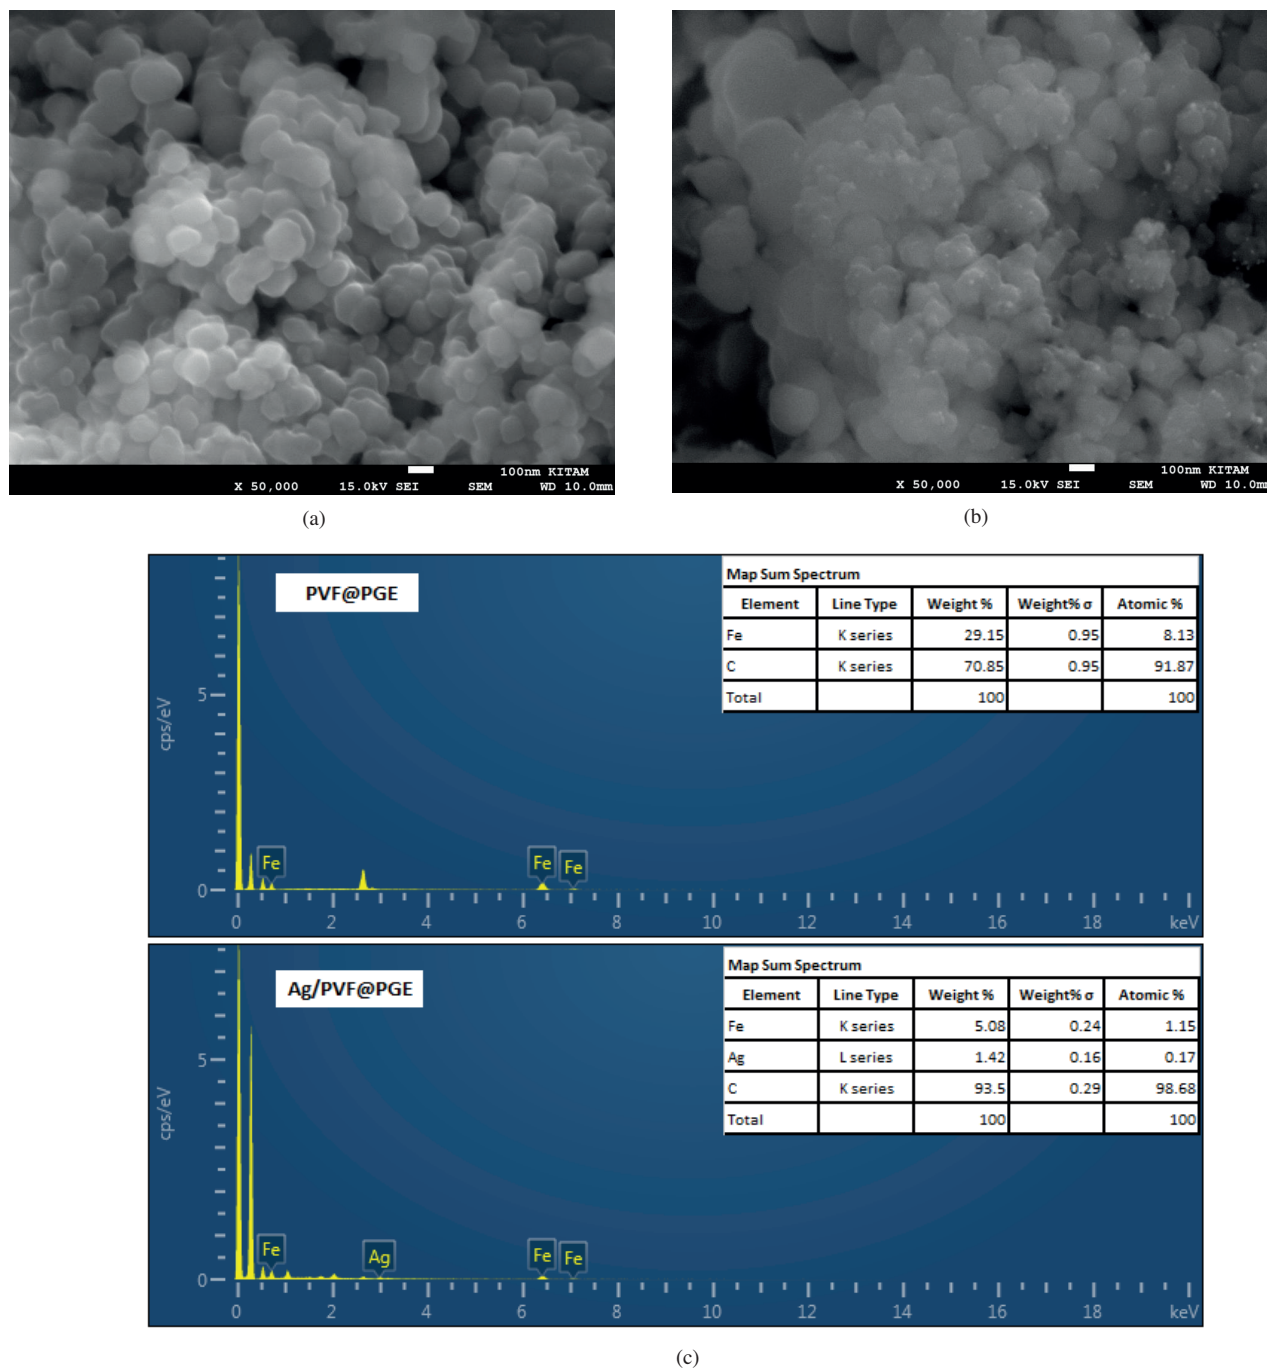 100nm KITAM
X 50,000 15.0kV SEI SEM WD 10.0mm
(a)
100nm KITAM
X 50,000 15.0kV SEI SEM WD 10.0mm
(b)
PVF@PGE
Map Sum Spectrum
Element Line Type Weight % Weight% σ Atomic %
Fe K series 29.15 0.95 8.13
C K series 70.85 0.95 91.87
Total 100 100
5
cps/eV
Fe Fe Fe
0
0 2 4 6 8 10 12 14 16 18 keV
Ag/PVF@PGE
Map Sum Spectrum
Element Line Type Weight % Weight% σ Atomic %
Fe K series 5.08 0.24 1.15
Ag L series 1.42 0.16 0.17
C K series 93.5 0.29 98.68
Total 100 100
5
cps/eV
Fe Ag Fe Fe
0
0 2 4 6 8 10 12 14 16 18 keV
(c)